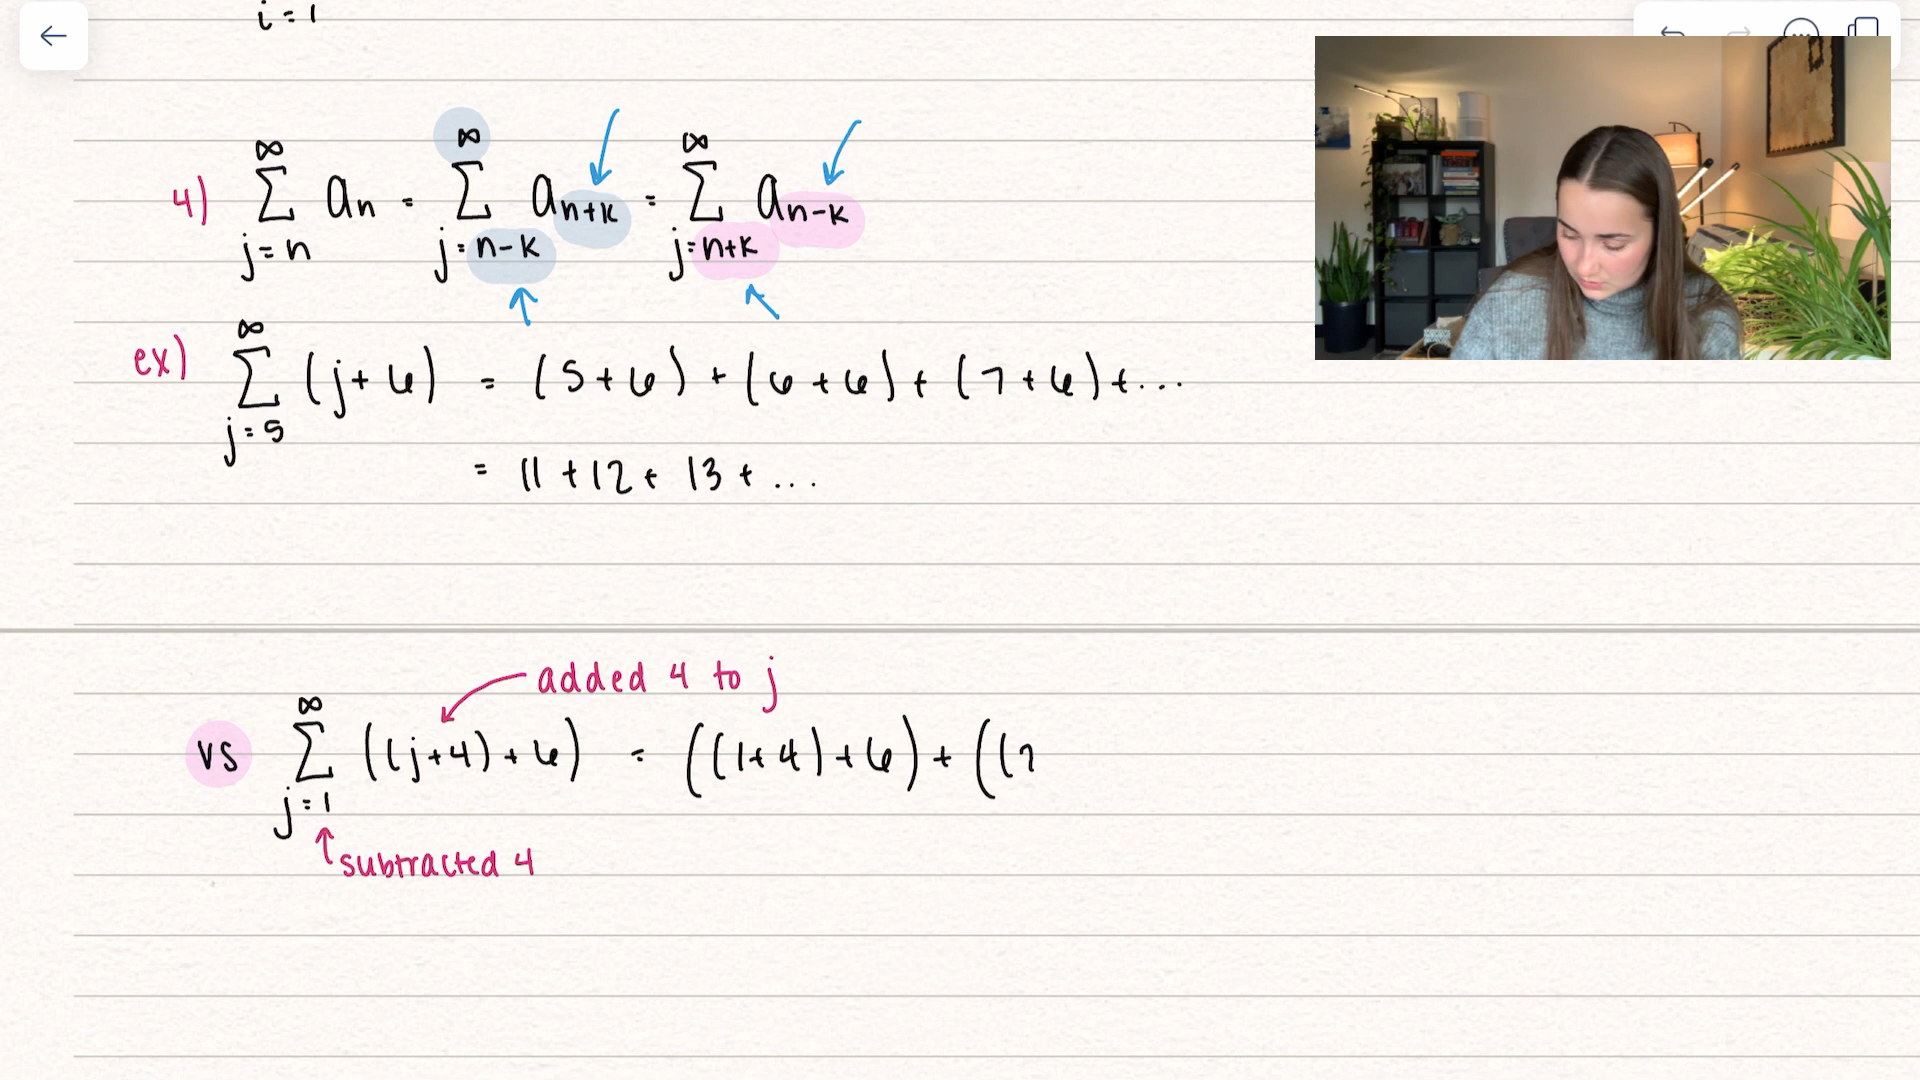 i = 1
4) ∞ Σ j = n aₙ = ∞ Σ j = n-k aₙ₊ₖ = ∞ Σ j = n+k aₙ₋ₖ
ex) ∞ Σ j = 5 (j + 6) = (5 + 6) + (6 + 6) + (7 + 6) + ...
= 11 + 12 + 13 + ...
added 4 to j
vs ∞ Σ j = 1 ((j+4) + 6) = ((1+4) + 6) + ((
subtracted 4